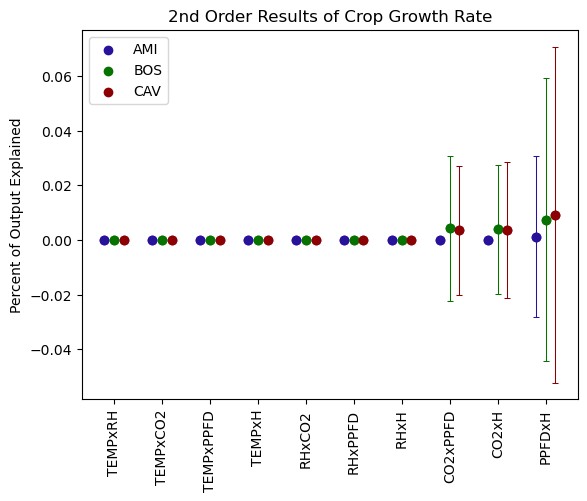 2nd Order Results of Crop Growth Rate
AMI
BOS
CAV
Percent of Output Explained
0.06
0.04
0.02
0.00
−0.02
−0.04
TEMPxRH
TEMPxCO2
TEMPxPPFD
TEMPxH
RHxCO2
RHxPPFD
RHxH
CO2xPPFD
CO2xH
PPFDxH